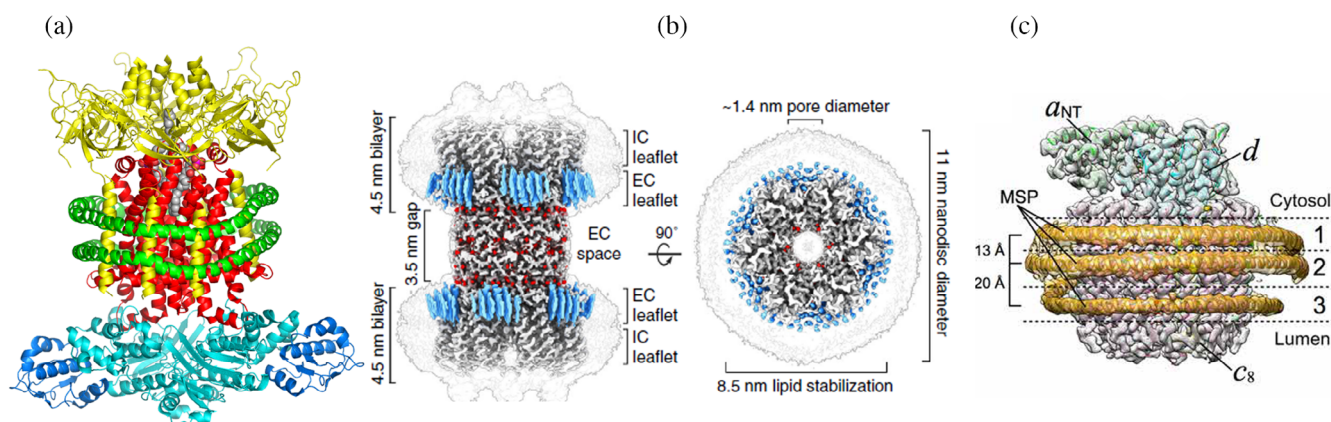 (a)
(b)
(c)
4.5 nm bilayer
3.5 nm gap
4.5 nm bilayer
IC
leaflet
EC
leaflet
EC
space
EC
leaflet
IC
leaflet
90°
~1.4 nm pore diameter
11 nm nanodisc diameter
8.5 nm lipid stabilization
aNT
d
MSP
Cytosol
1
13 Å
2
20 Å
3
Lumen
c8